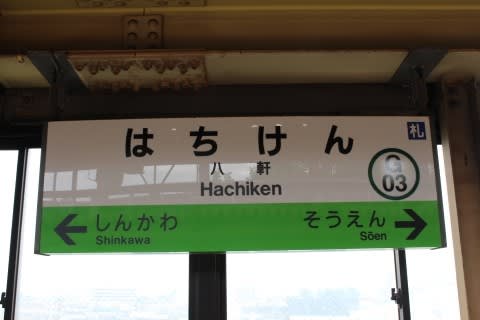 はちけん
札
八軒
Hachiken
G
03
しんかわ
Shinkawa
そうえん
Sōen